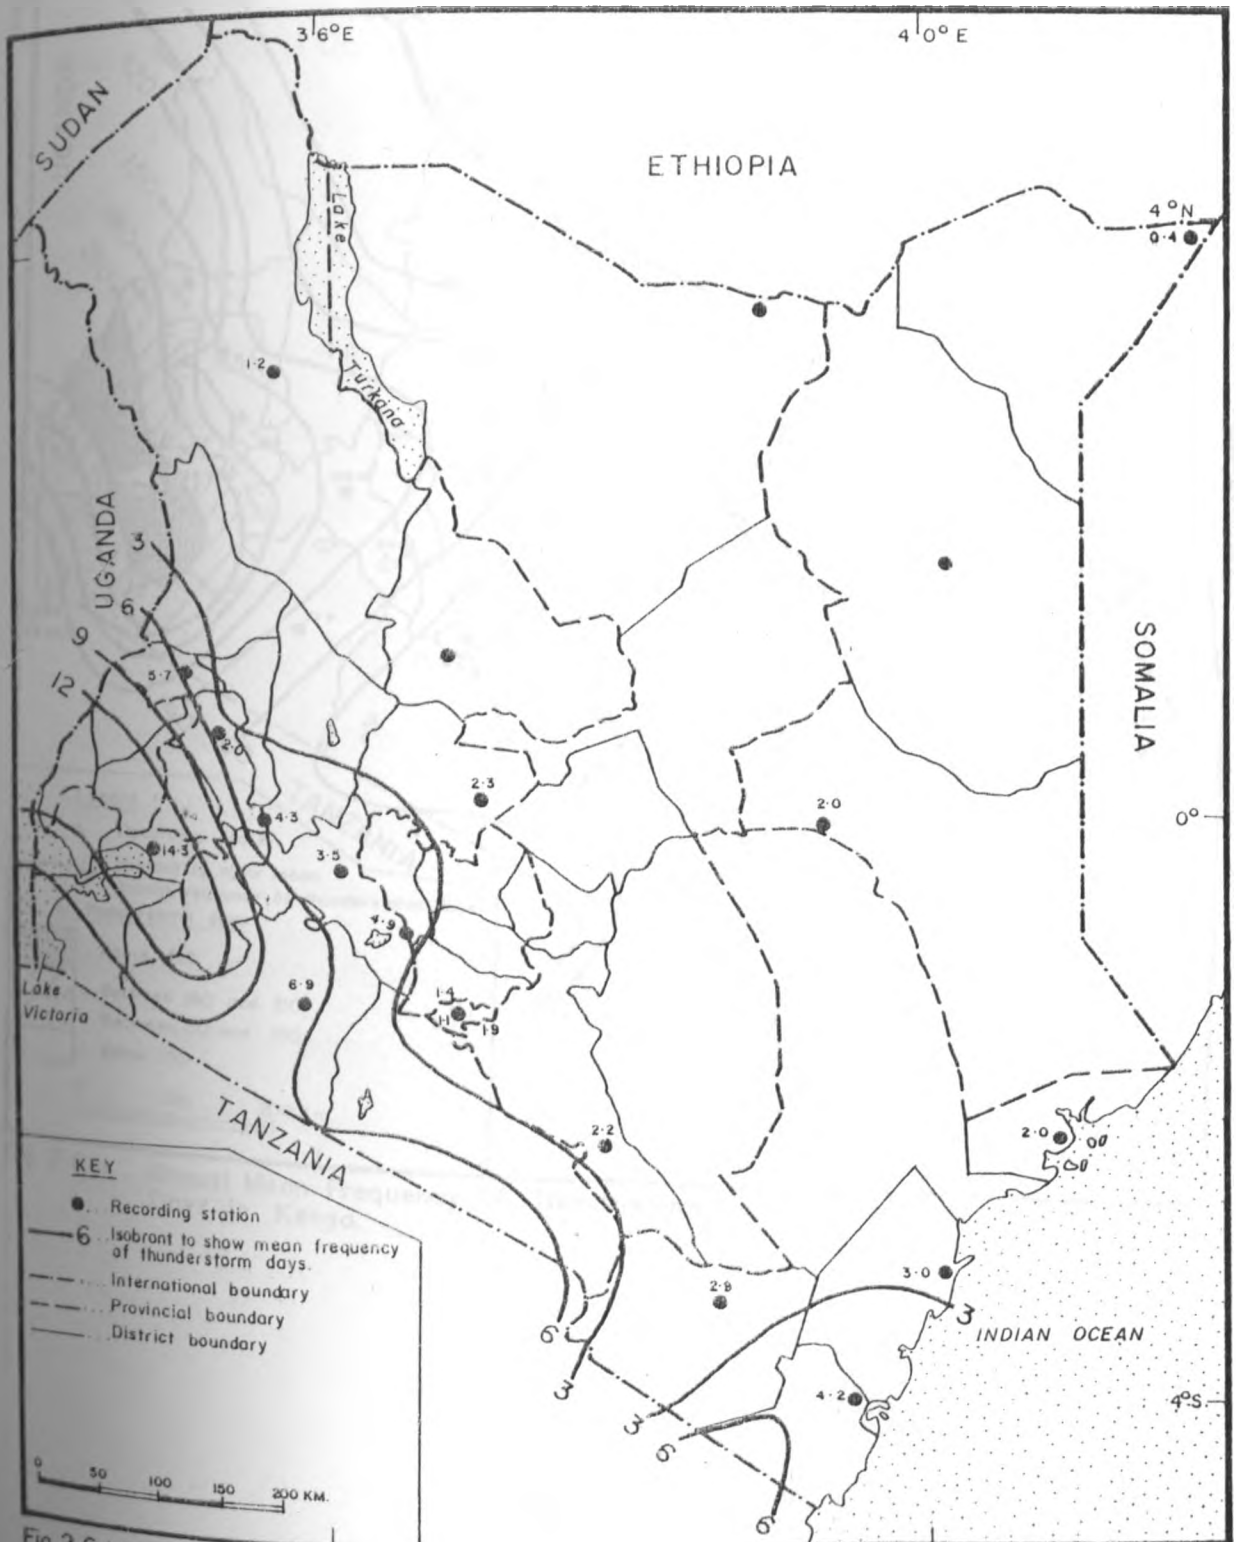 36°E
40°E
SUDAN
ETHIOPIA
4°N
0·4
Lake
Turkana
1·2
UGANDA
3
6
9
12
5·7
2·0
SOMALIA
2·3
2·0
0°
4·3
14·3
3·5
4·9
6·9
1·4
1·1
1·9
Lake
Victoria
TANZANIA
2·2
2·0
KEY
Recording station
6 Isobront to show mean frequency
of thunderstorm days.
International boundary
Provincial boundary
District boundary
3·0
2·8
3
INDIAN OCEAN
6
3
4·2
4°S
3
6
6
0 50 100 150 200 KM.